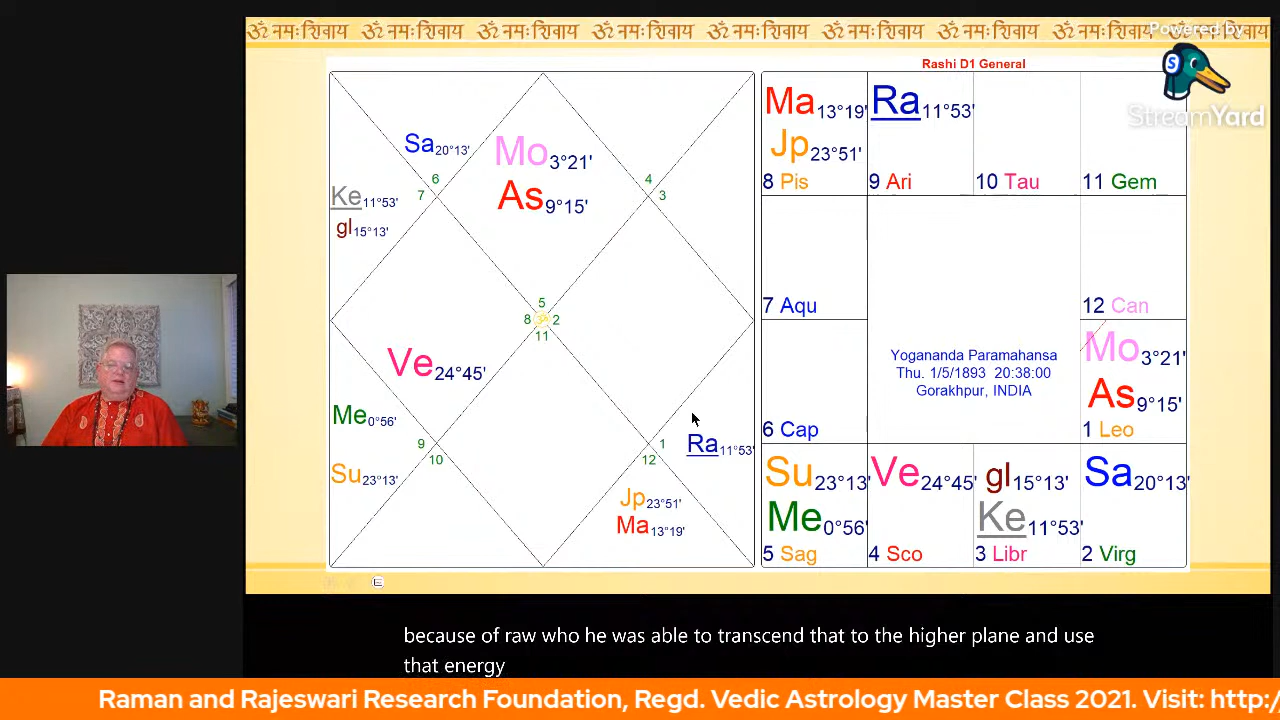 ॐ नमः शिवाय ॐ नमः शिवाय ॐ नमः शिवाय ॐ नमः शिवाय ॐ नमः शिवाय ॐ नमः शिवाय ॐ नमः शिवाय ॐ नमः शिवाय ॐ नमः शिवाय
Powered by
StreamYard
Rashi D1 General
Sa 20°13'
Mo 3°21'
As 9°15'
6
7
4
3
Ke 11°53'
gl 15°13'
5
8 ॐ 2
11
Ve 24°45'
Me 0°56'
Su 23°13'
9
10
1
12
Ra 11°53'
Jp 23°51'
Ma 13°19'
Ma 13°19'
Jp 23°51'
8 Pis
Ra 11°53'
9 Ari
10 Tau
11 Gem
7 Aqu
12 Can
6 Cap
Yogananda Paramahansa
Thu. 1/5/1893 20:38:00
Gorakhpur, INDIA
Mo 3°21'
As 9°15'
1 Leo
Su 23°13'
Me 0°56'
5 Sag
Ve 24°45'
4 Sco
gl 15°13'
Ke 11°53'
3 Libr
Sa 20°13'
2 Virg
because of raw who he was able to transcend that to the higher plane and use
that energy
Raman and Rajeswari Research Foundation, Regd. Vedic Astrology Master Class 2021. Visit: http:/